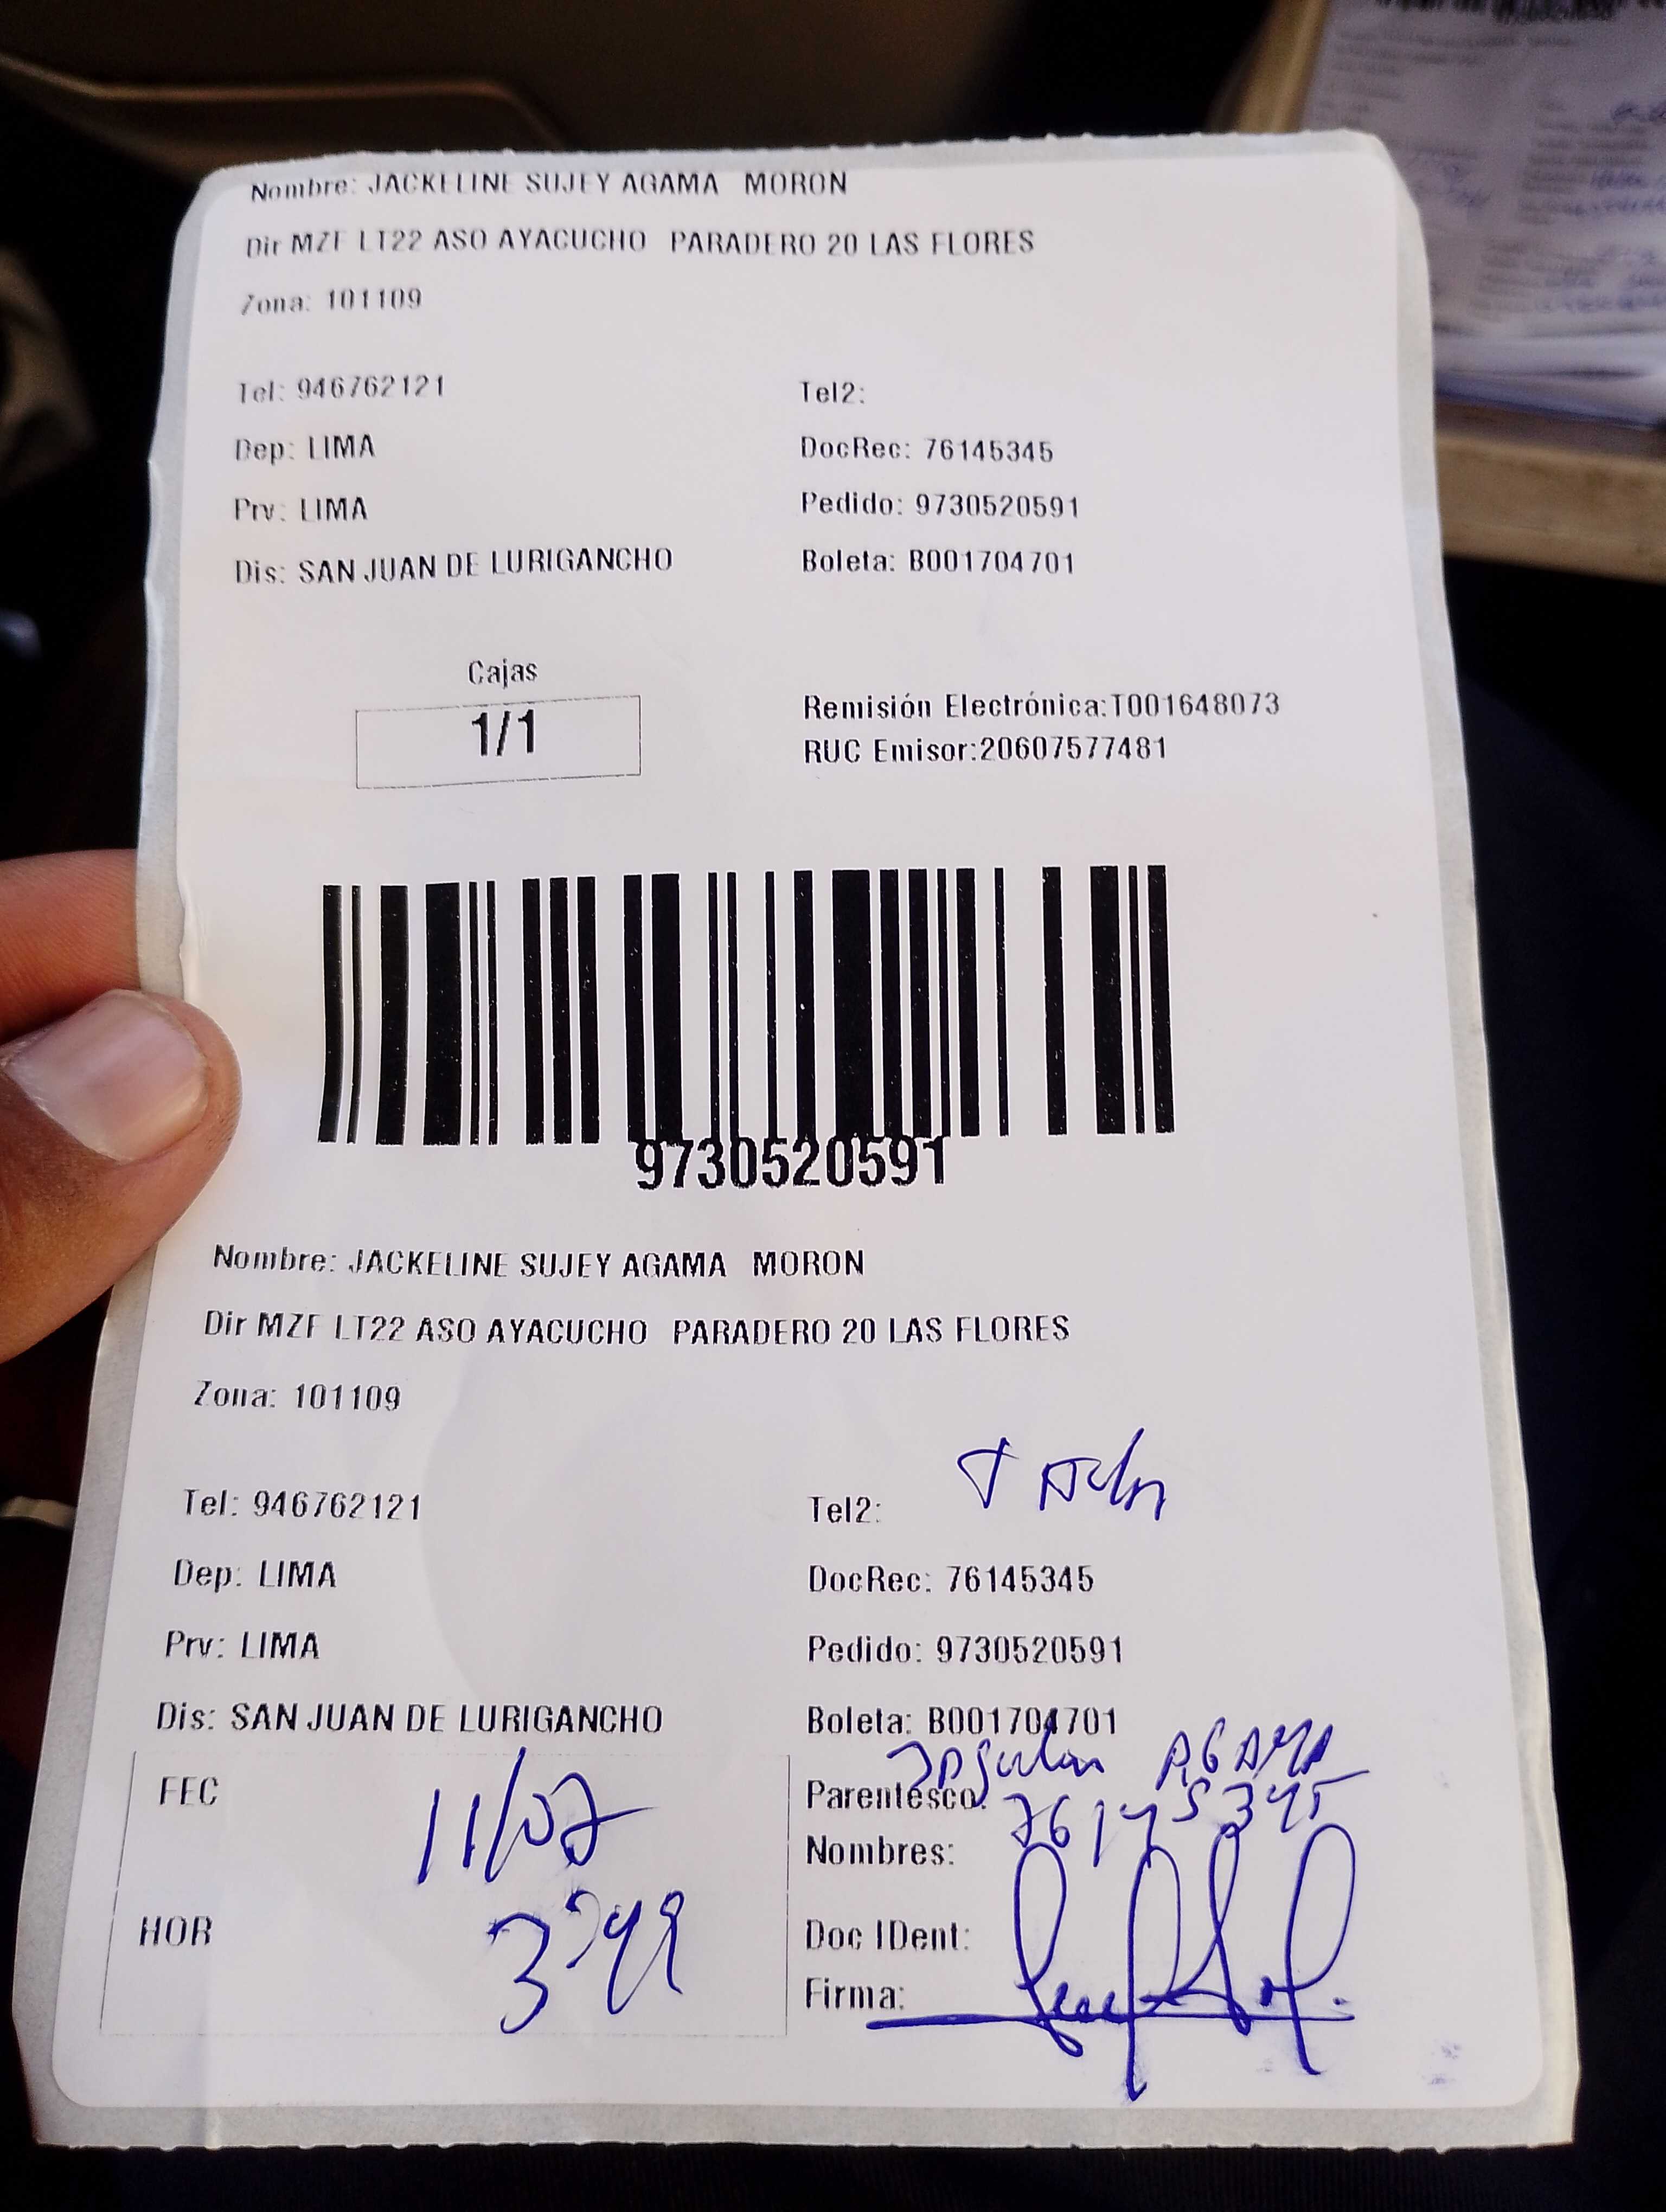 Nombre: JACKELINE SUJEY AGAMA MORON
Dir MZF LT22 ASO AYACUCHO PARADERO 20 LAS FLORES
Zona: 101109
Tel: 946762121 Tel2:
Dep: LIMA DocRec: 76145345
Prv: LIMA Pedido: 9730520591
Dis: SAN JUAN DE LURIGANCHO Boleta: B001704701
Cajas
1/1
Remisión Electrónica:T001648073
RUC Emisor:20607577481
9730520591
Nombre: JACKELINE SUJEY AGAMA MORON
Dir MZF LT22 ASO AYACUCHO PARADERO 20 LAS FLORES
Zona: 101109
Tel: 946762121 Tel2:
Dep: LIMA DocRec: 76145345
Prv: LIMA Pedido: 9730520591
Dis: SAN JUAN DE LURIGANCHO Boleta: B001704701
AGAMA
FEC 11/07 Parentesco: 76145345
Nombres:
HOR Doc IDent:
Firma: